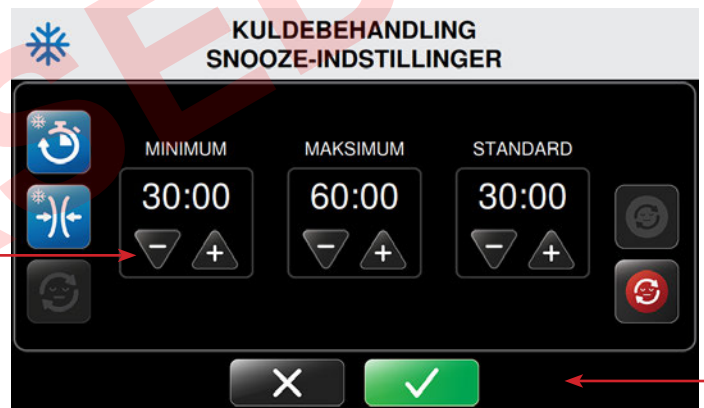 KULDEBEHANDLING
SNOOZE-INDSTILLINGER
MINIMUM
MAKSIMUM
STANDARD
30:00
60:00
30:00
− +
− +
− +